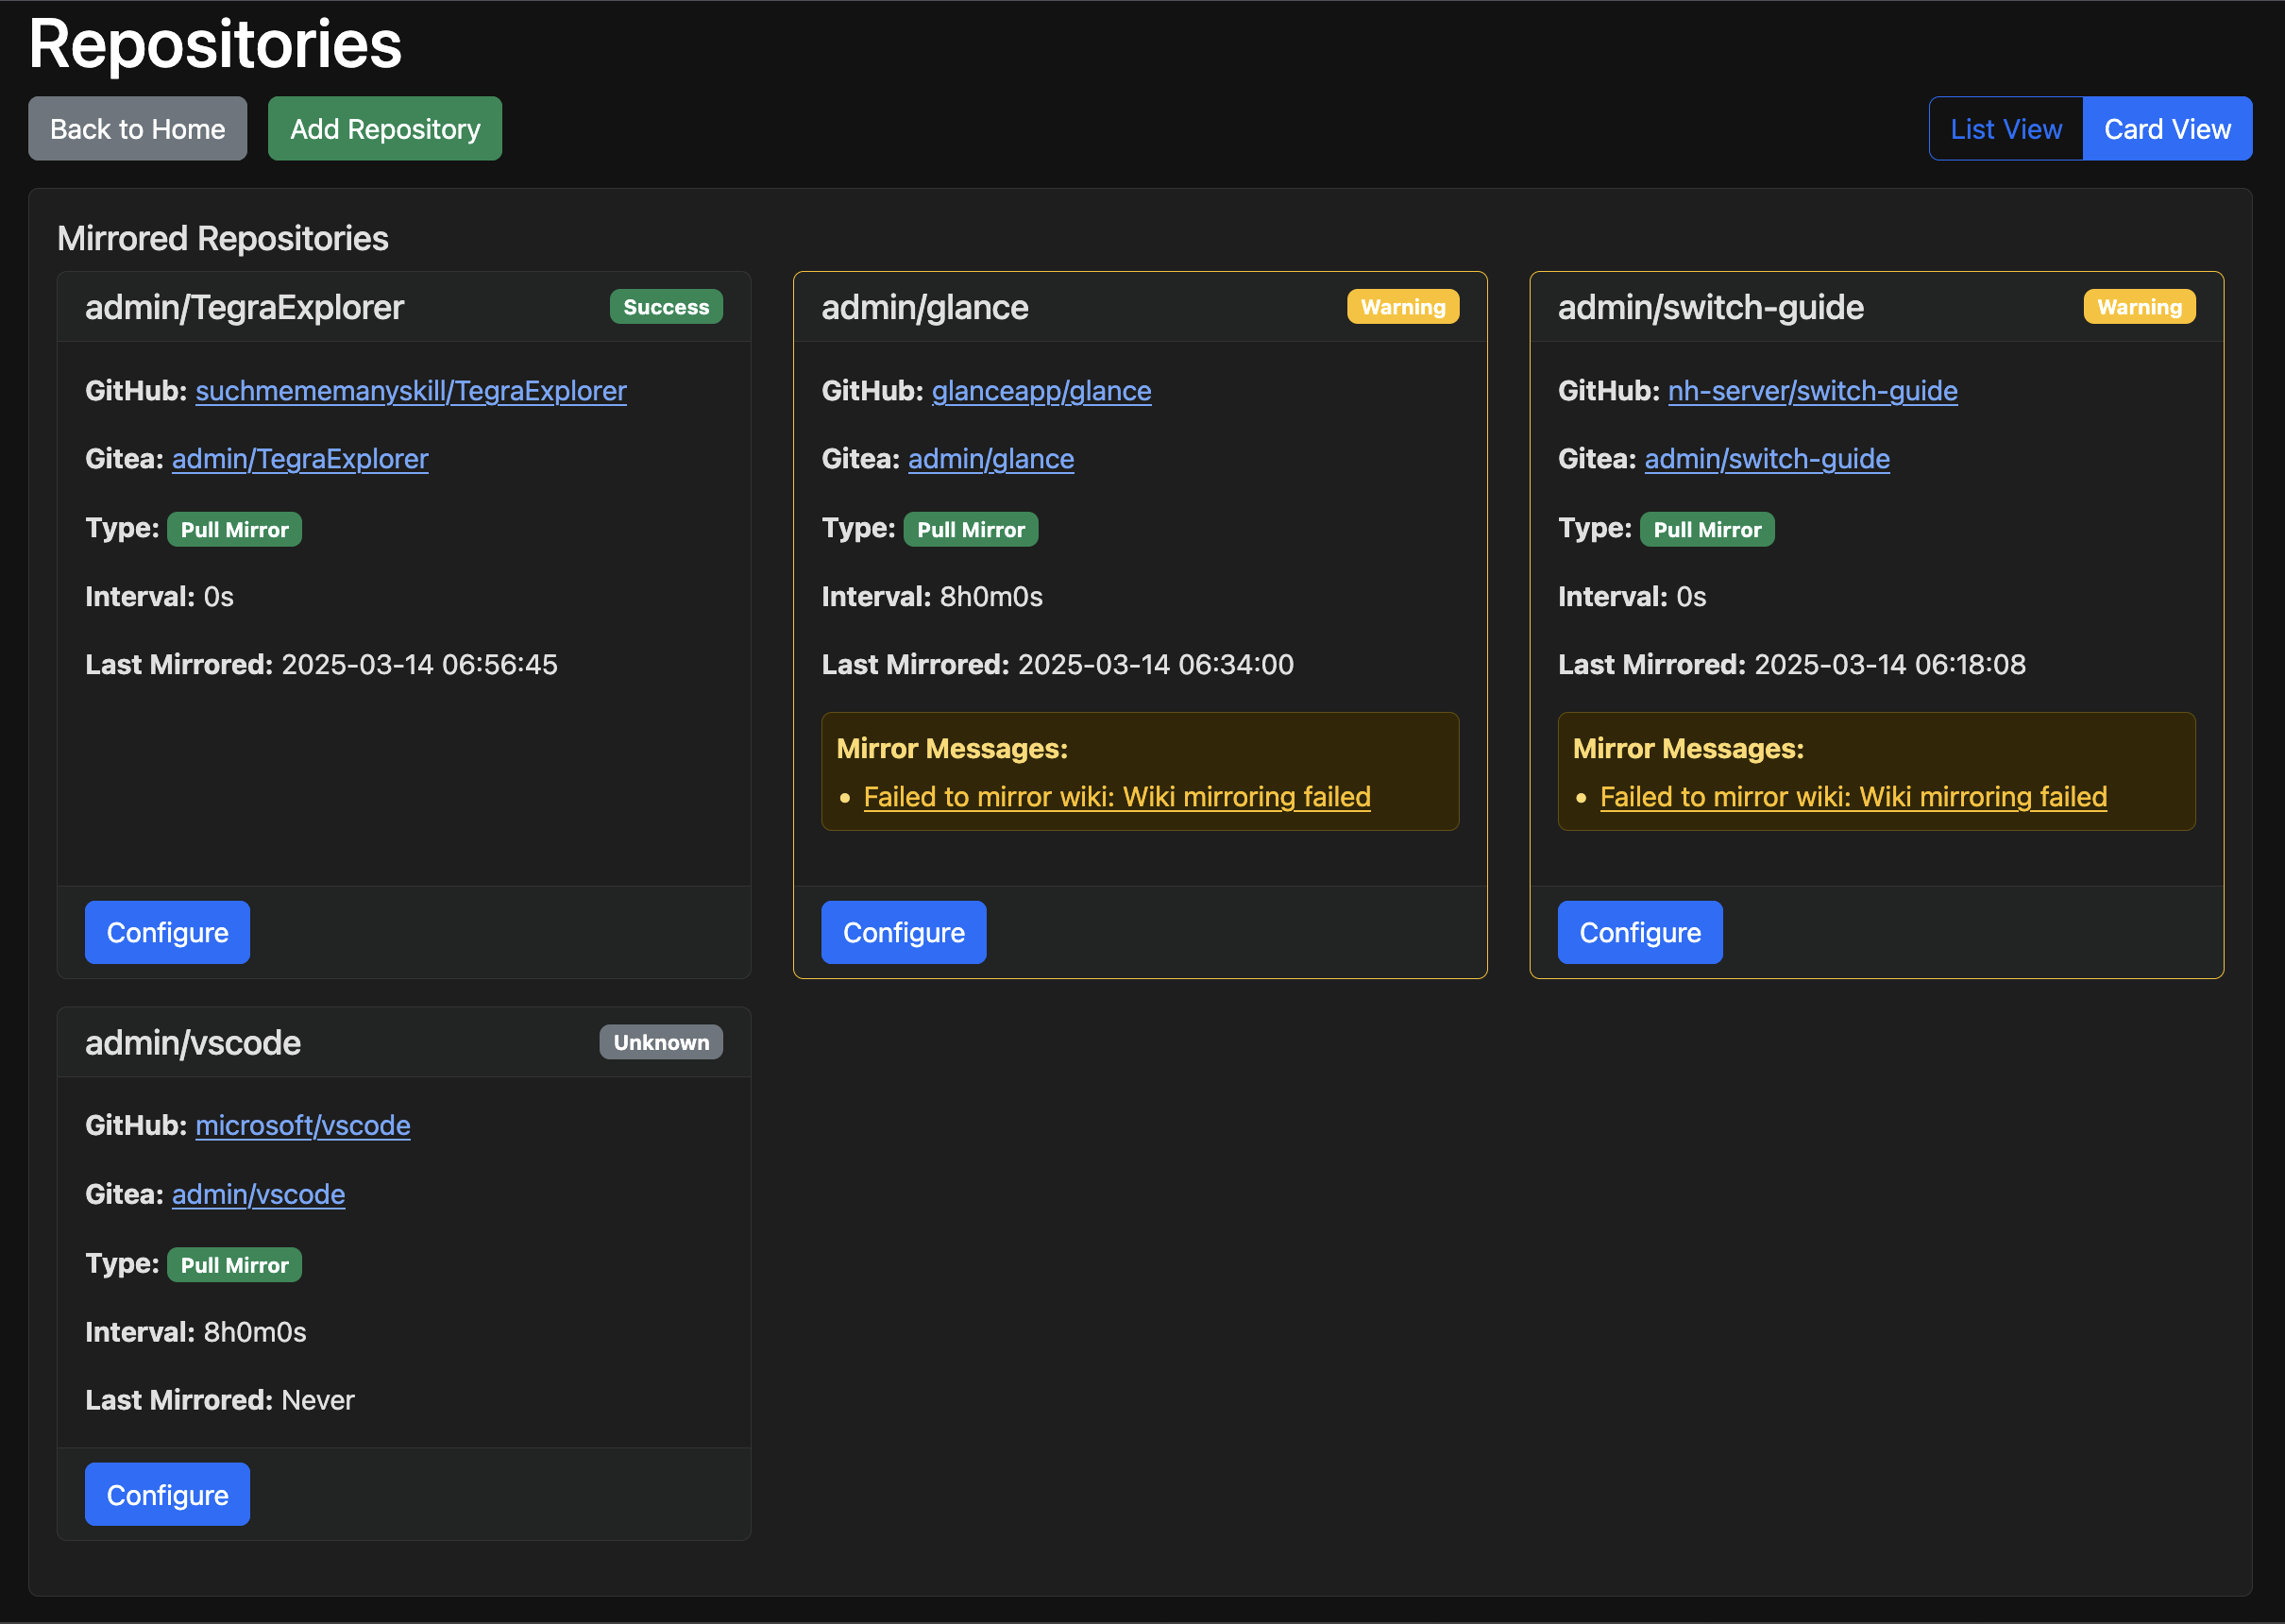 Repositories
Back to Home
Add Repository
List View
Card View
Mirrored Repositories
admin/TegraExplorer
Success
GitHub: suchmememanyskill/TegraExplorer
Gitea: admin/TegraExplorer
Type: Pull Mirror
Interval: 0s
Last Mirrored: 2025-03-14 06:56:45
Configure
admin/glance
Warning
GitHub: glanceapp/glance
Gitea: admin/glance
Type: Pull Mirror
Interval: 8h0m0s
Last Mirrored: 2025-03-14 06:34:00
Mirror Messages:
• Failed to mirror wiki: Wiki mirroring failed
Configure
admin/switch-guide
Warning
GitHub: nh-server/switch-guide
Gitea: admin/switch-guide
Type: Pull Mirror
Interval: 0s
Last Mirrored: 2025-03-14 06:18:08
Mirror Messages:
• Failed to mirror wiki: Wiki mirroring failed
Configure
admin/vscode
Unknown
GitHub: microsoft/vscode
Gitea: admin/vscode
Type: Pull Mirror
Interval: 8h0m0s
Last Mirrored: Never
Configure